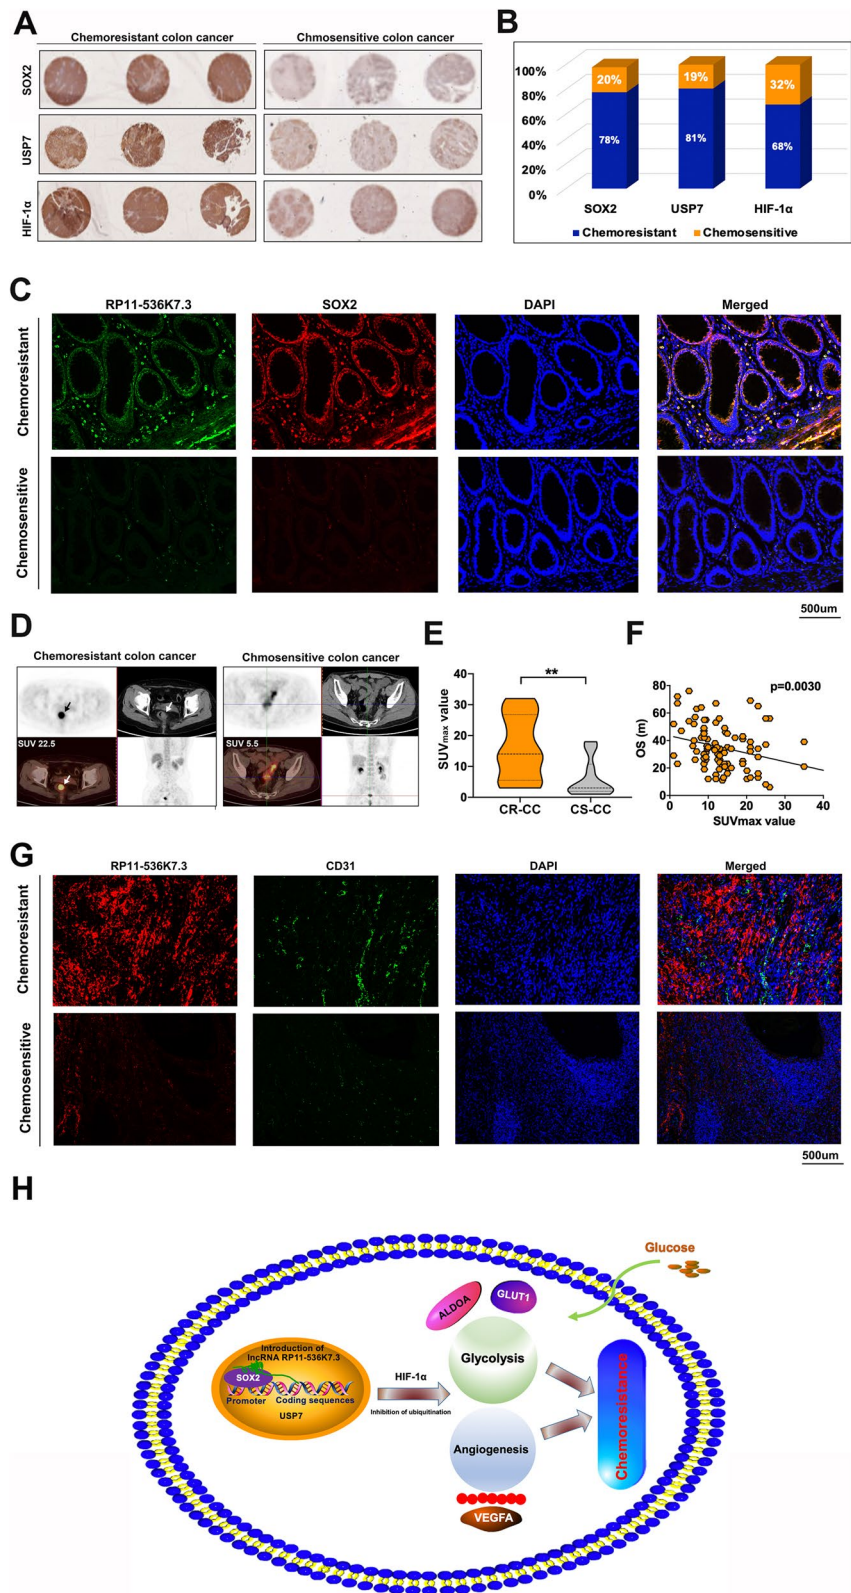 A
Chemoresistant colon cancer
Chmosensitive colon cancer
SOX2
USP7
HIF-1α
B
100%
80%
60%
40%
20%
0%
20%
78%
19%
81%
32%
68%
SOX2
USP7
HIF-1α
Chemoresistant
Chemosensitive
C
RP11-536K7.3
SOX2
DAPI
Merged
Chemoresistant
Chemosensitive
500um
D
Chemoresistant colon cancer
Chmosensitive colon cancer
SUV 22.5
SUV 5.5
E
SUVmax value
40
30
20
10
0
**
CR-CC
CS-CC
F
OS (m)
80
60
40
20
0
p=0.0030
0
10
20
30
40
SUVmax value
G
RP11-536K7.3
CD31
DAPI
Merged
Chemoresistant
Chemosensitive
500um
H
Glucose
ALDOA
GLUT1
Glycolysis
Introduction of
lncRNA RP11-536K7.3
SOX2
Promoter
Coding sequences
USP7
HIF-1α
Inhibition of ubiquitination
Angiogenesis
VEGFA
Chemoresistance